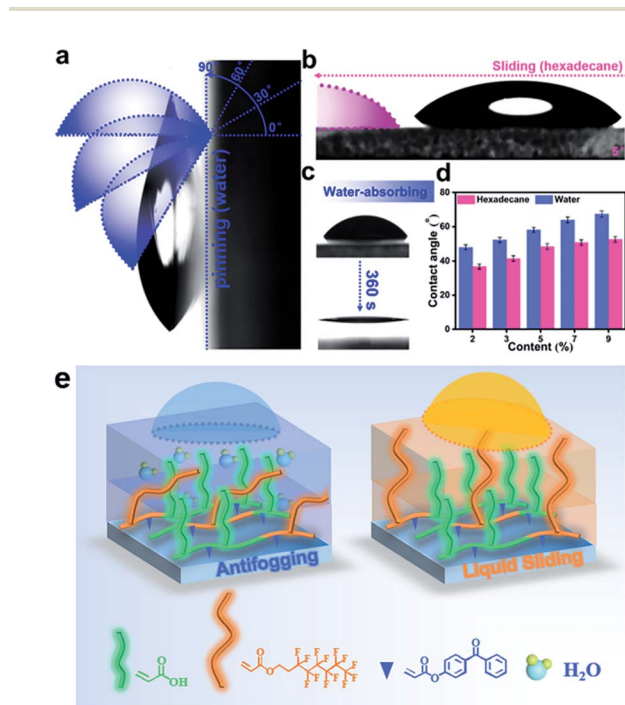 a
90°
60°
30°
0°
pinning (water)
b
Sliding (hexadecane)
5°
c
Water-absorbing
360 s
d
Hexadecane
Water
Contact angle (°)
80
60
40
20
0
2
3
5
7
9
Content (%)
e
Antifogging
Liquid Sliding
O
OH
O
O
F F F F F F
F
F F F F F F
O
O
O
H₂O